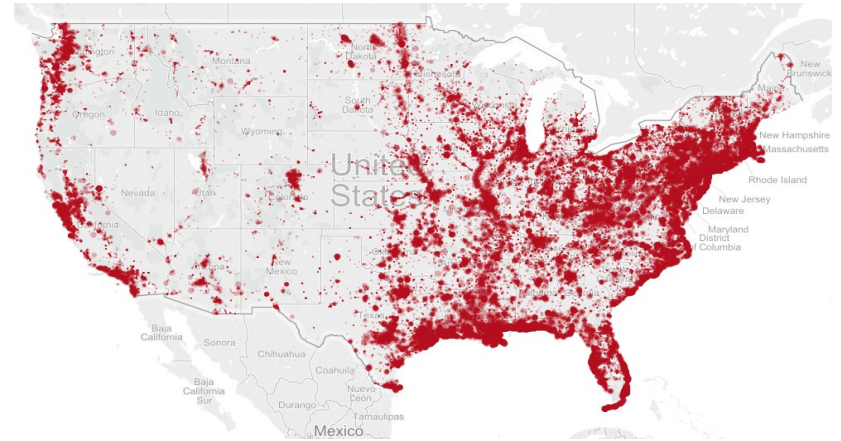 New
Brunswick
Montana
North
Dakota
Minnesota
Maine
Oregon
Idaho
South
Dakota
Wyoming
New Hampshire
Massachusetts
United
States
Rhode Island
Nevada
Utah
Colorado
New Jersey
Delaware
Maryland
District
of Columbia
New
Mexico
Texas
Baja
California
Sonora
Chihuahua
Coahuila
Baja
California
Sur
Nuevo
León
Durango
Tamaulipas
Mexico